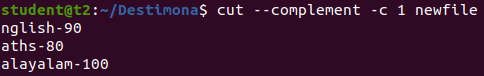 student@t2:~/Destimona$ cut --complement -c 1 newfile
nglish-90
aths-80
alayalam-100